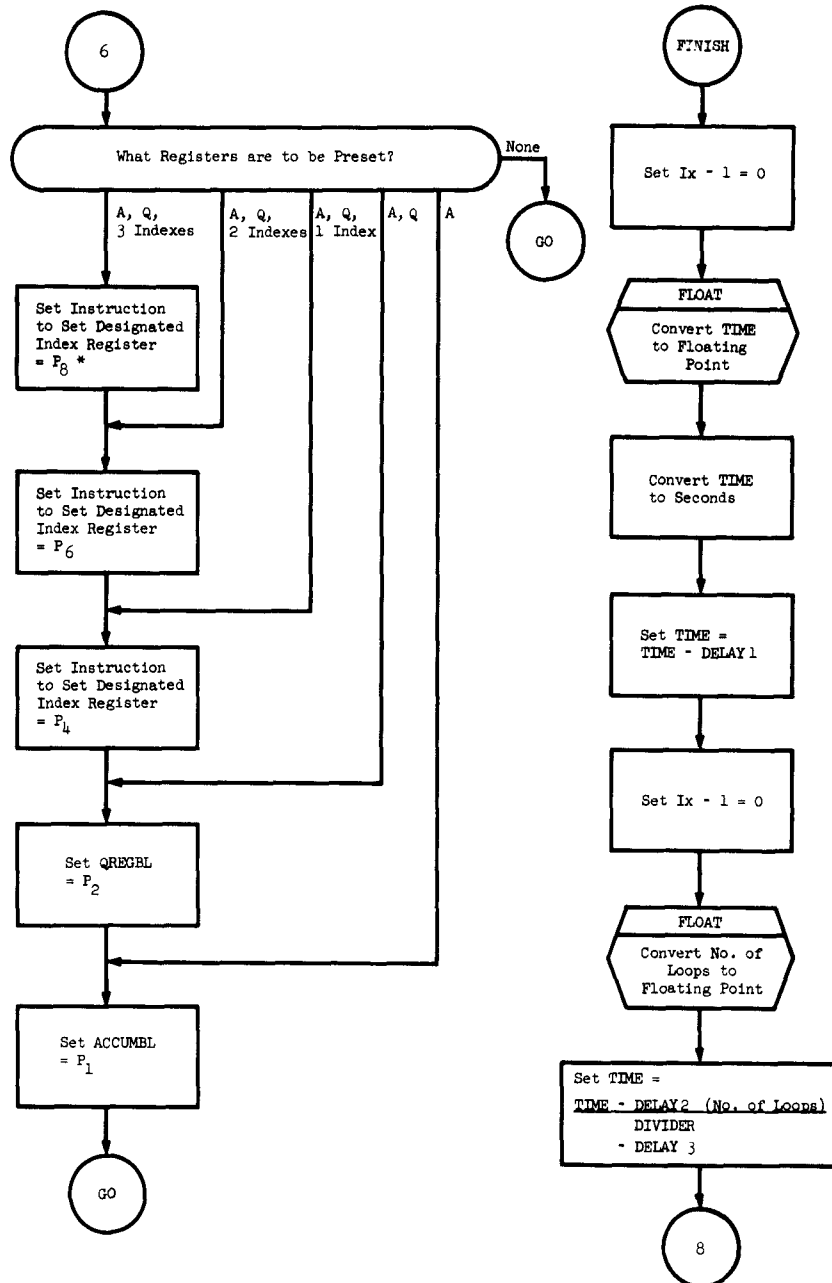 6
What Registers are to be Preset?
None
GO
A, Q,
3 Indexes
A, Q,
2 Indexes
A, Q,
1 Index
A, Q
A
Set Instruction
to Set Designated
Index Register
= P8 *
Set Instruction
to Set Designated
Index Register
= P6
Set Instruction
to Set Designated
Index Register
= P4
Set QREGBL
= P2
Set ACCUMBL
= P1
GO
FINISH
Set Ix - 1 = 0
FLOAT
Convert TIME
to Floating
Point
Convert TIME
to Seconds
Set TIME =
TIME - DELAY 1
Set Ix - 1 = 0
FLOAT
Convert No. of
Loops to
Floating Point
Set TIME =
TIME - DELAY2 (No. of Loops)
DIVIDER
- DELAY 3
8